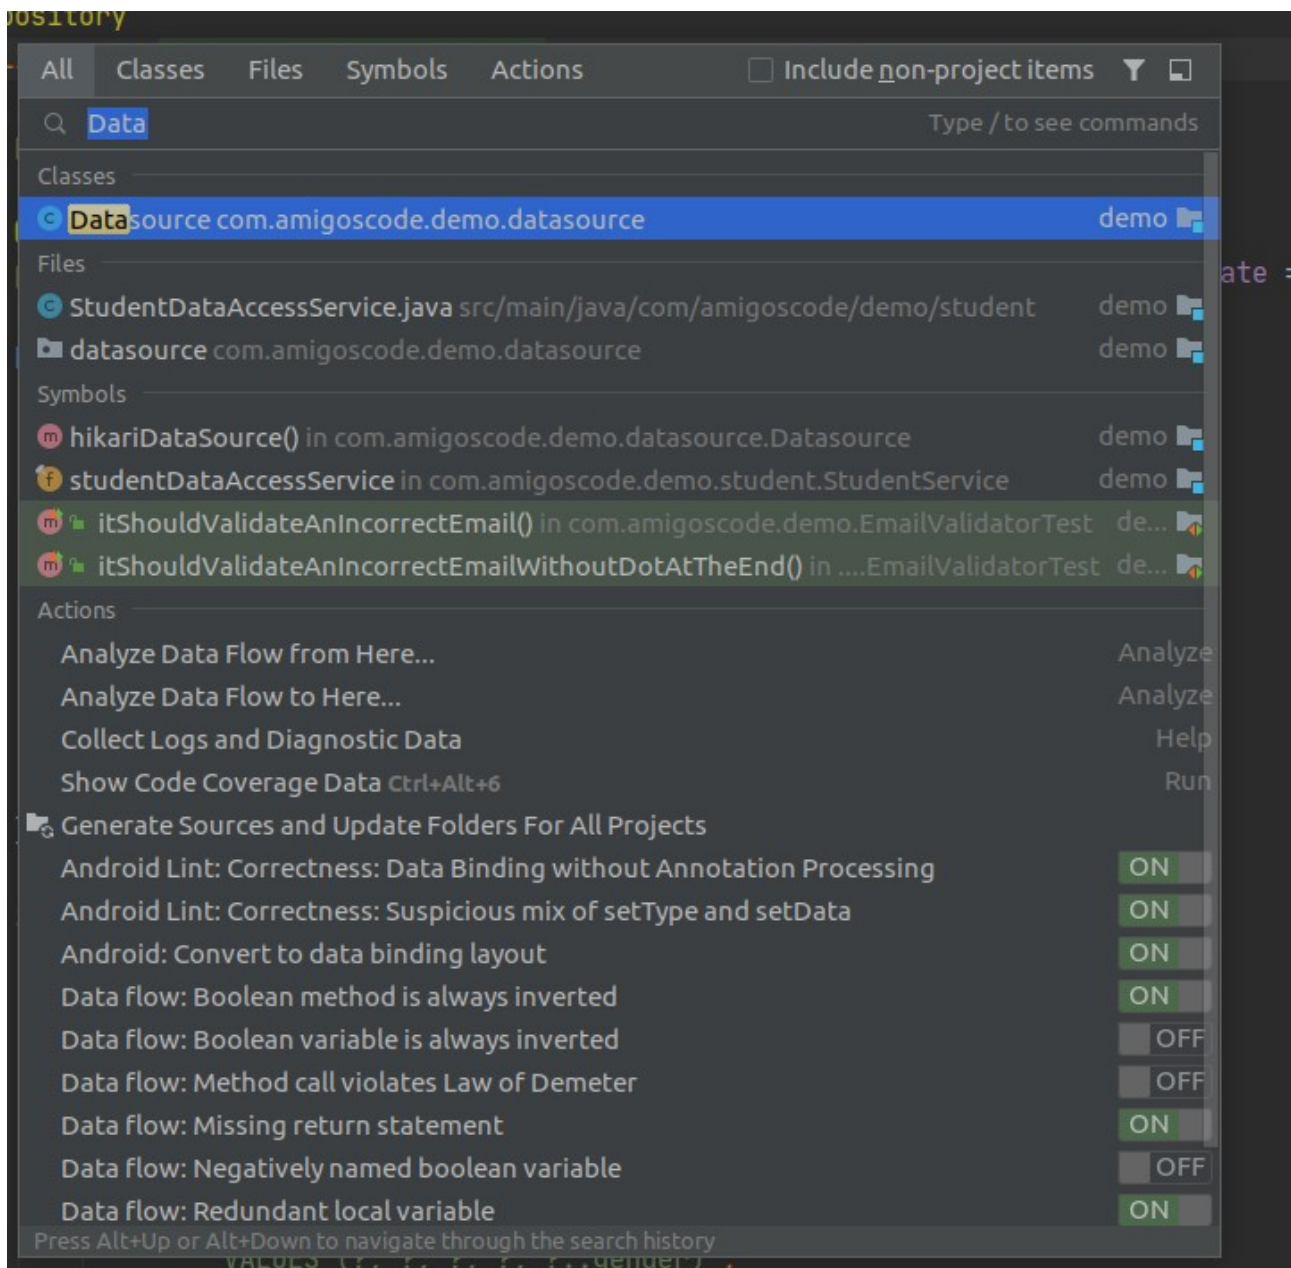 pository
All Classes Files Symbols Actions Include non-project items
Data Type / to see commands
Classes
Datasource com.amigoscode.demo.datasource demo
Files
ate =
StudentDataAccessService.java src/main/java/com/amigoscode/demo/student demo
datasource com.amigoscode.demo.datasource demo
Symbols
hikariDataSource() in com.amigoscode.demo.datasource.Datasource demo
studentDataAccessService in com.amigoscode.demo.student.StudentService demo
itShouldValidateAnIncorrectEmail() in com.amigoscode.demo.EmailValidatorTest de...
itShouldValidateAnIncorrectEmailWithoutDotAtTheEnd() in ....EmailValidatorTest de...
Actions
Analyze Data Flow from Here... Analyze
Analyze Data Flow to Here... Analyze
Collect Logs and Diagnostic Data Help
Show Code Coverage Data Ctrl+Alt+6 Run
Generate Sources and Update Folders For All Projects
Android Lint: Correctness: Data Binding without Annotation Processing ON
Android Lint: Correctness: Suspicious mix of setType and setData ON
Android: Convert to data binding layout ON
Data flow: Boolean method is always inverted ON
Data flow: Boolean variable is always inverted OFF
Data flow: Method call violates Law of Demeter OFF
Data flow: Missing return statement ON
Data flow: Negatively named boolean variable OFF
Data flow: Redundant local variable ON
Press Alt+Up or Alt+Down to navigate through the search history